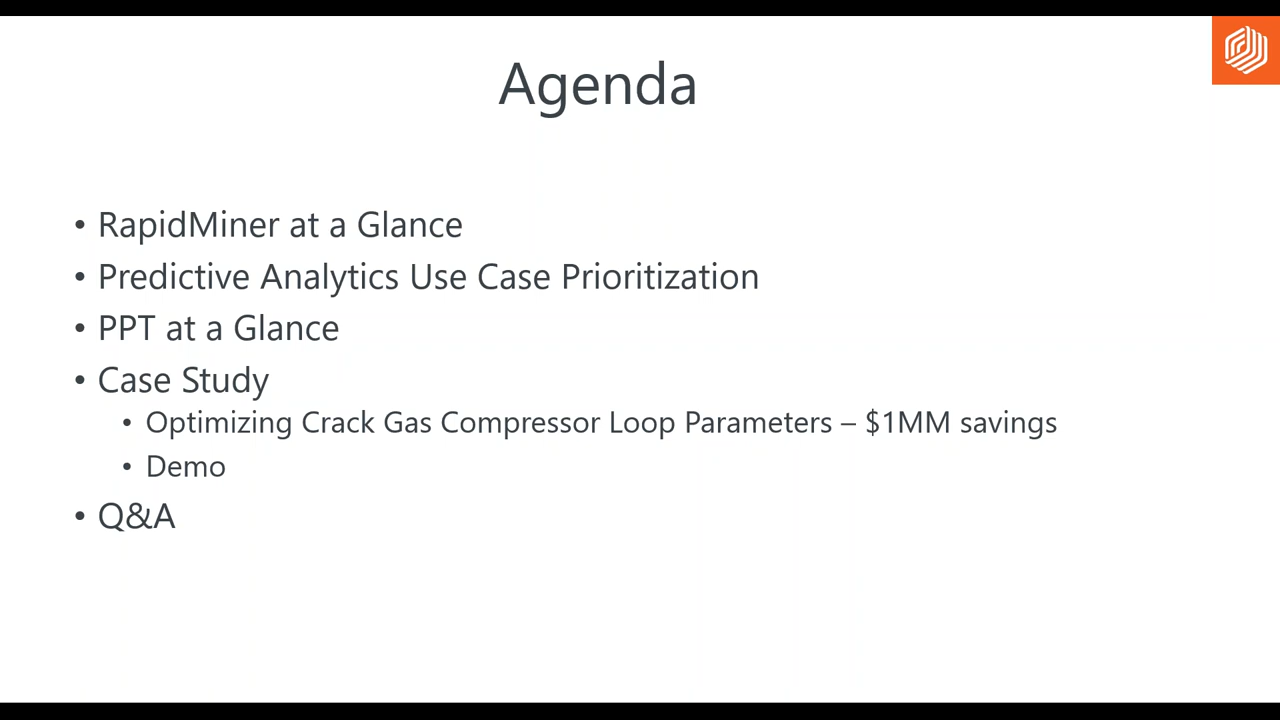 Agenda
• RapidMiner at a Glance
• Predictive Analytics Use Case Prioritization
• PPT at a Glance
• Case Study
• Optimizing Crack Gas Compressor Loop Parameters – $1MM savings
• Demo
• Q&A